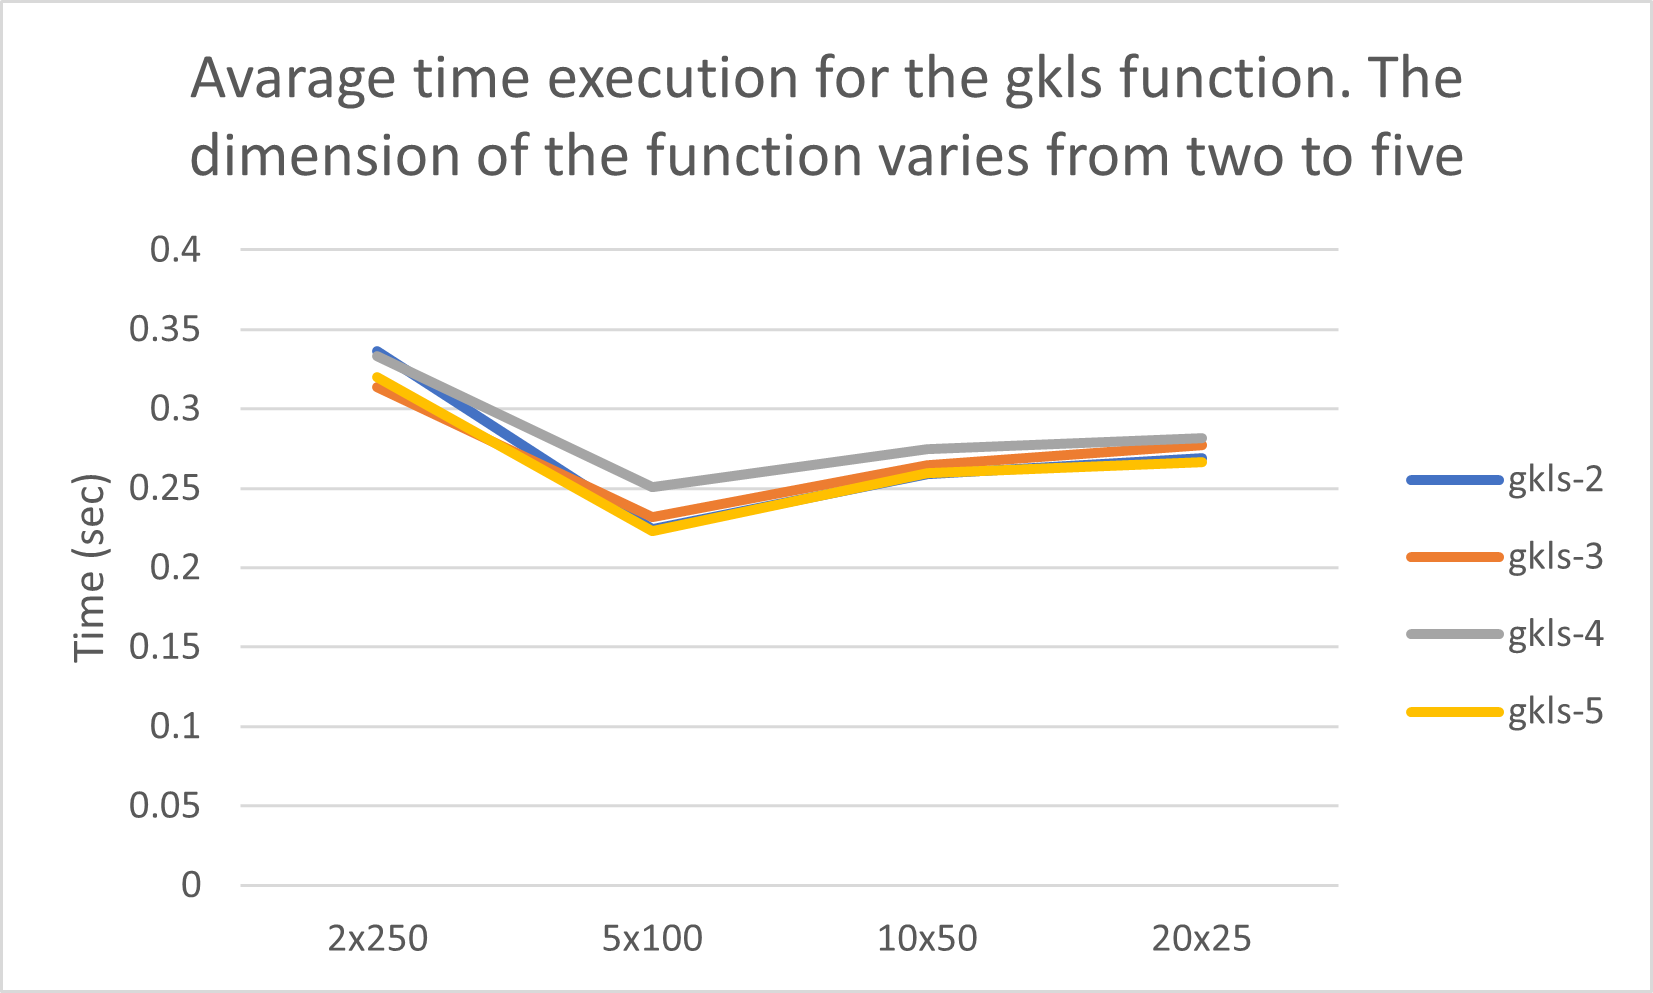 Avarage time execution for the gkls function. The
dimension of the function varies from two to five
0.4
0.35
0.3
0.25
0.2
0.15
0.1
0.05
0
Time (sec)
2x250 5x100 10x50 20x25
gkls-2
gkls-3
gkls-4
gkls-5